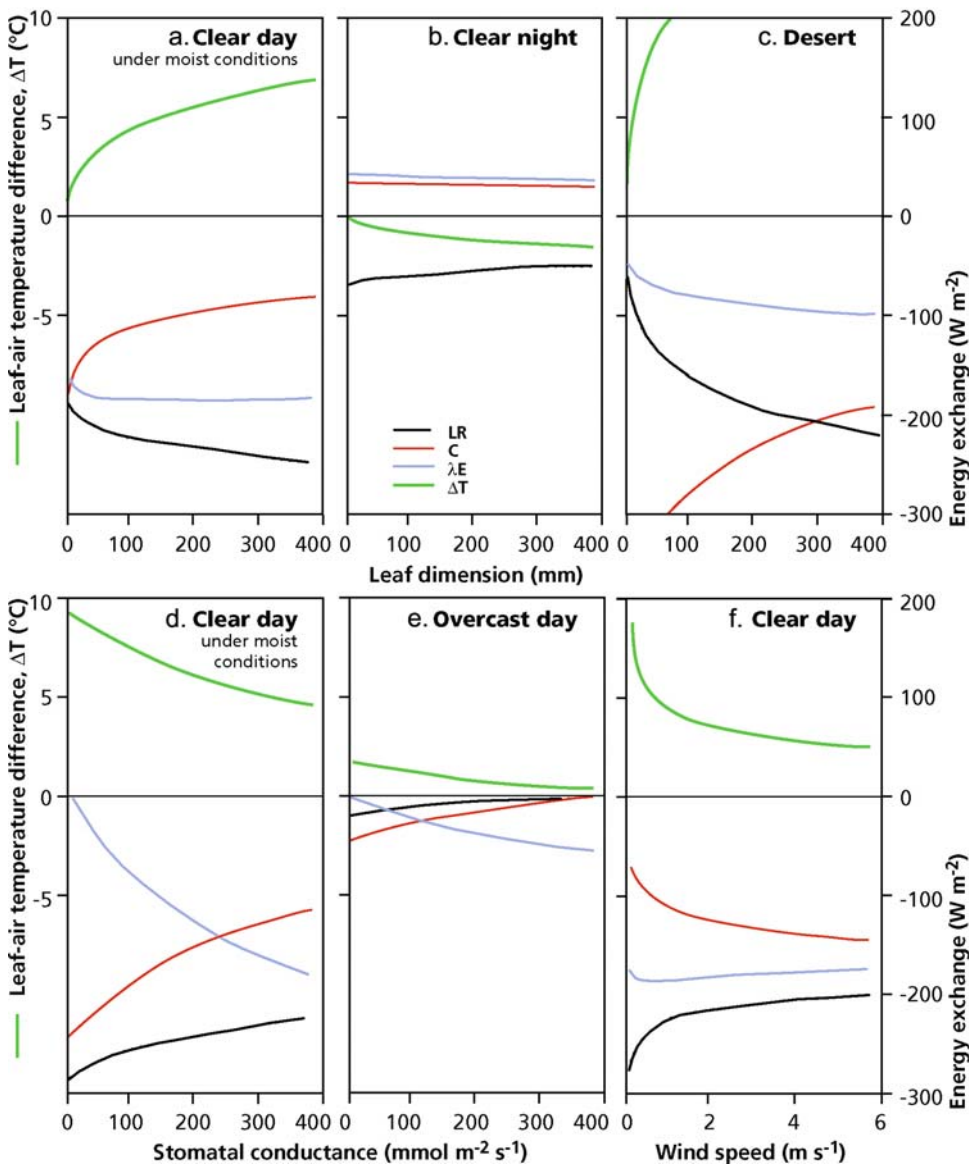 a. Clear day
under moist conditions
b. Clear night
c. Desert
10
5
0
-5
200
100
0
-100
-200
-300
Leaf-air temperature difference, ΔT (°C)
Energy exchange (W m-2)
LR
C
λE
ΔT
0 100 200 300 400
0 100 200 300 400
0 100 200 300 400
Leaf dimension (mm)
d. Clear day
under moist
conditions
e. Overcast day
f. Clear day
10
5
0
-5
200
100
0
-100
-200
-300
Leaf-air temperature difference, ΔT (°C)
Energy exchange (W m-2)
0 100 200 300 400
0 100 200 300 400
0 2 4 6
Stomatal conductance (mmol m-2 s-1)
Wind speed (m s-1)